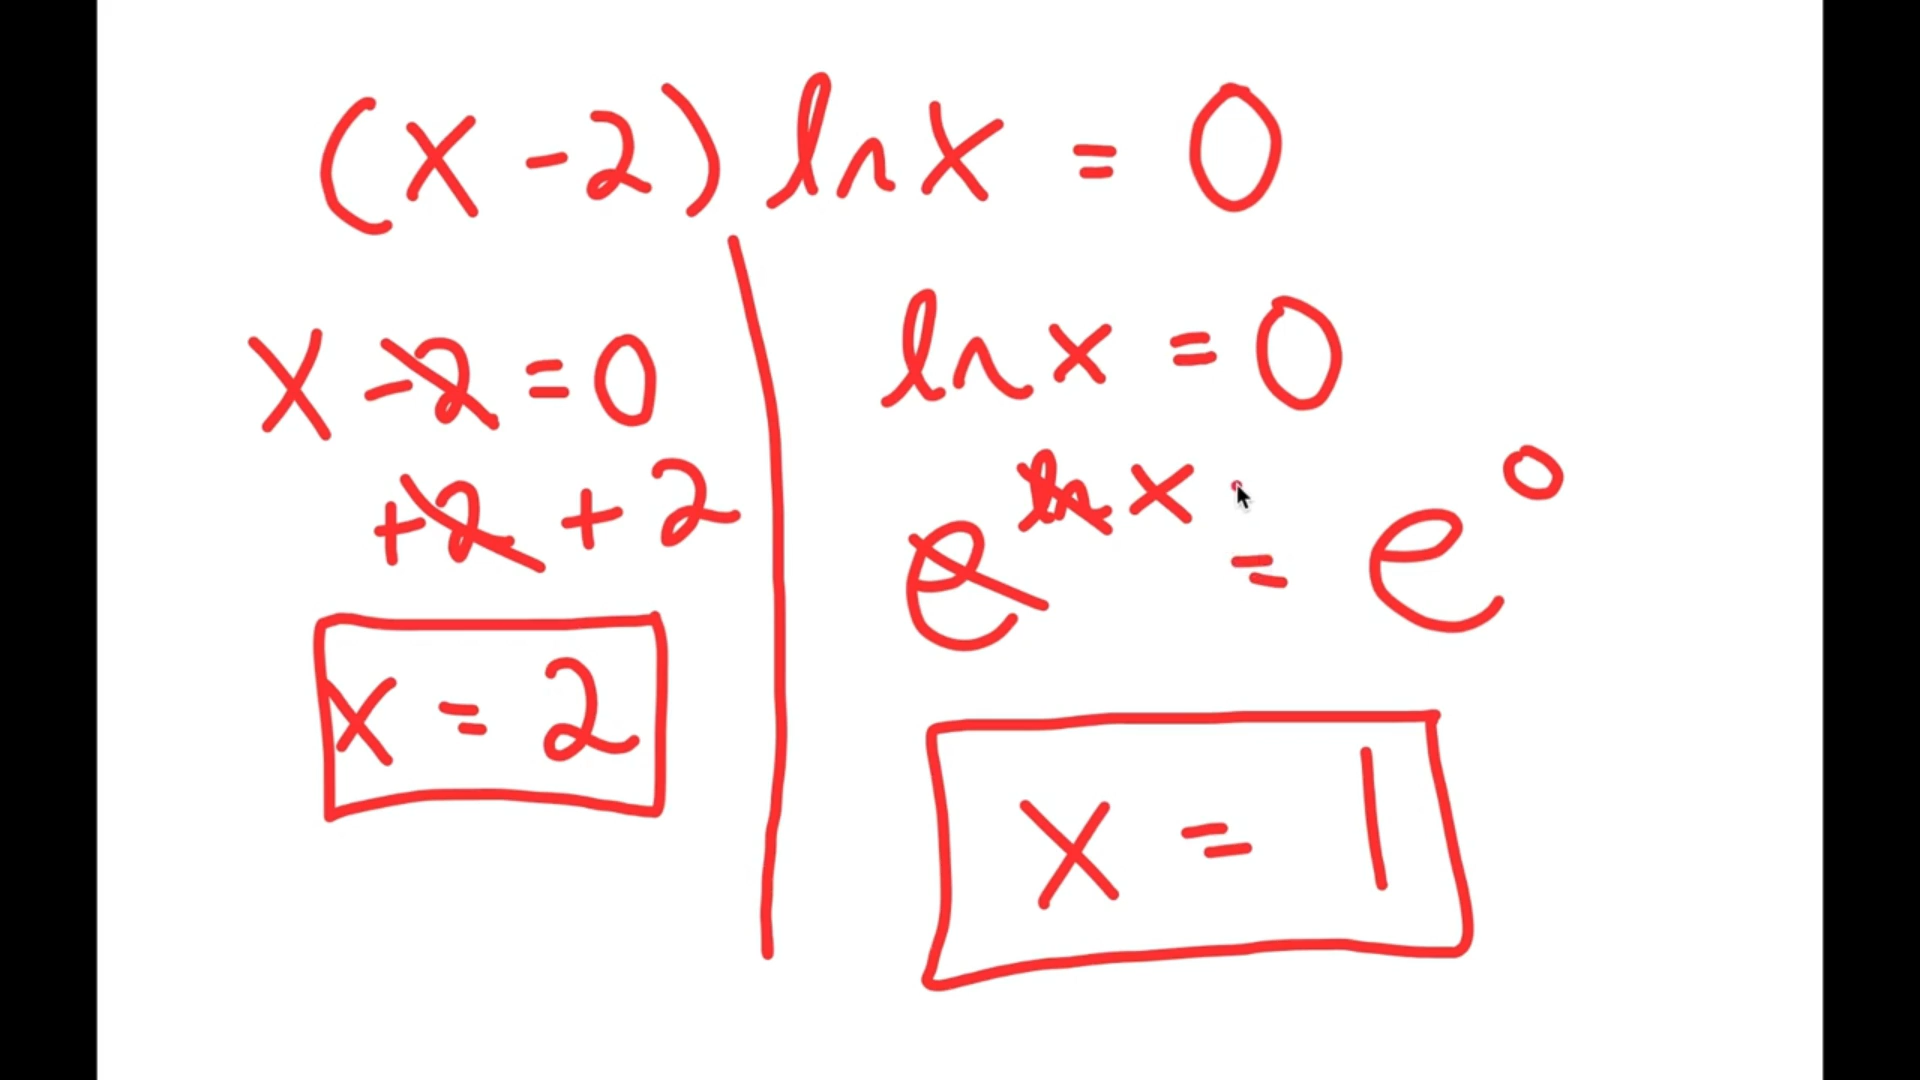 (x-2) ln x = 0
x - 2 = 0
+2 +2
x = 2
ln x = 0
e^ln x = e^0
x = 1